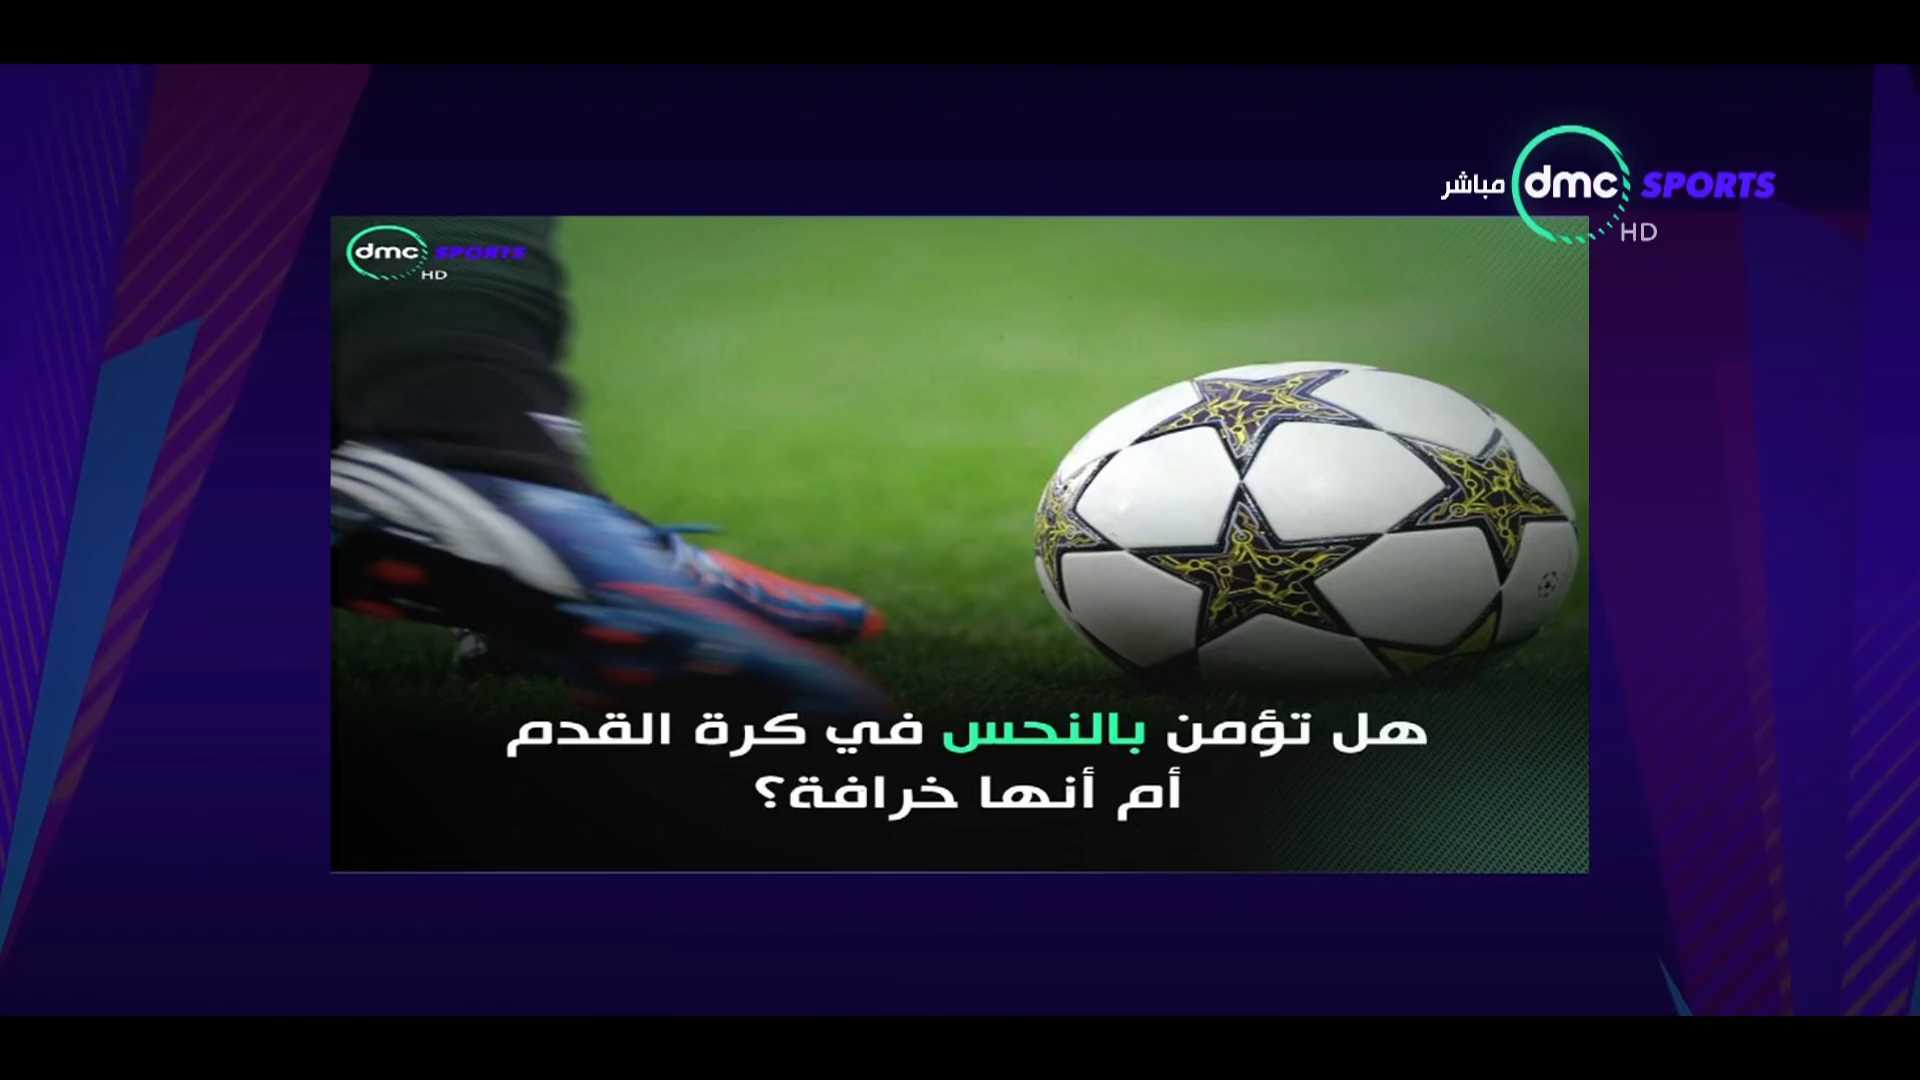 مباشر dmc SPORTS
HD
dmc SPORTS
HD
هل تؤمن بالنحس في كرة القدم
أم أنها خرافة؟